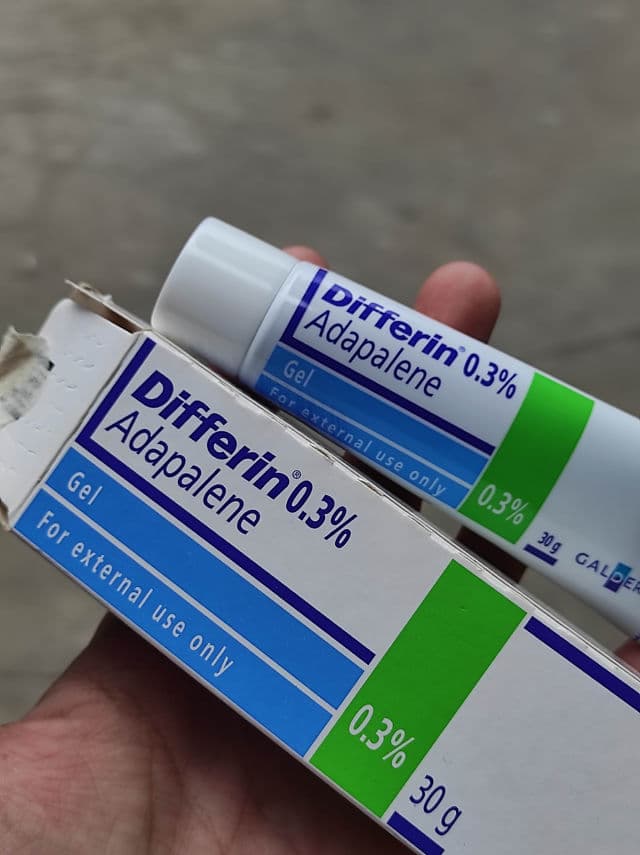 Differin 0.3%
Adapalene
Gel
For external use only
0.3%
30 g
Differin® 0.3%
Adapalene
Gel
For external use only
0.3%
30 g